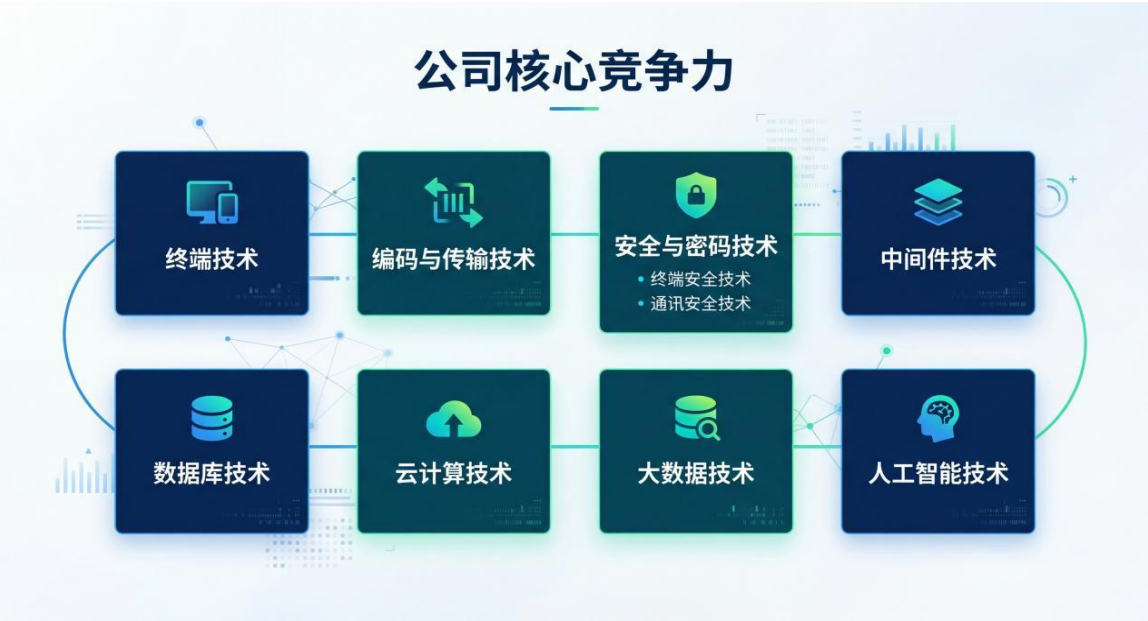 公司核心竞争力
终端技术
编码与传输技术
安全与密码技术
• 终端安全技术
• 通讯安全技术
中间件技术
数据库技术
云计算技术
大数据技术
人工智能技术